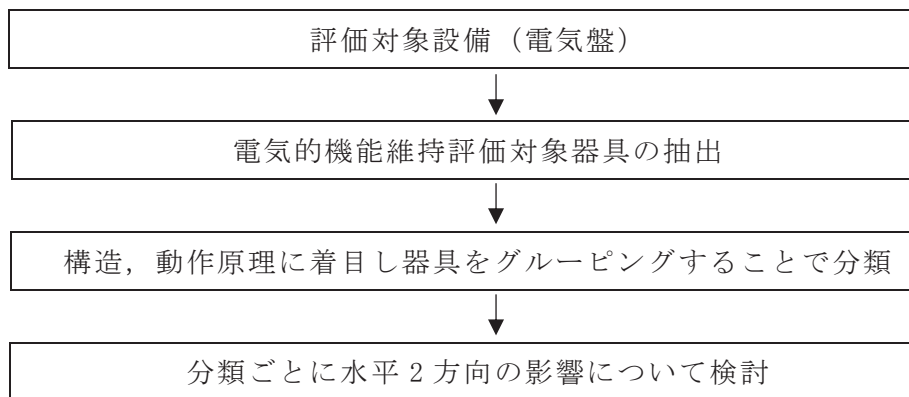 評価対象設備（電気盤）
電気的機能維持評価対象器具の抽出
構造，動作原理に着目し器具をグルーピングすることで分類
分類ごとに水平２方向の影響について検討